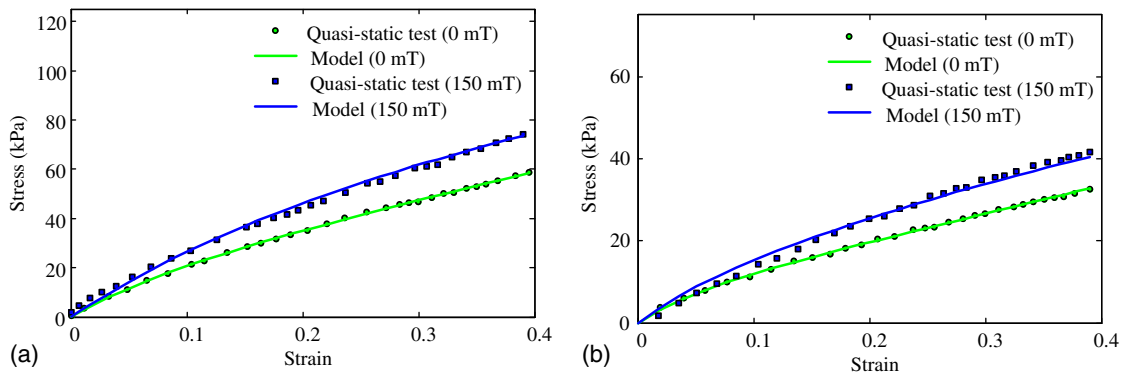 120
100
80
60
40
20
0
Stress (kPa)
Quasi-static test (0 mT)
Model (0 mT)
Quasi-static test (150 mT)
Model (150 mT)
0
0.1
0.2
0.3
0.4
Strain
(a)
60
40
20
0
Stress (kPa)
Quasi-static test (0 mT)
Model (0 mT)
Quasi-static test (150 mT)
Model (150 mT)
0
0.1
0.2
0.3
0.4
Strain
(b)